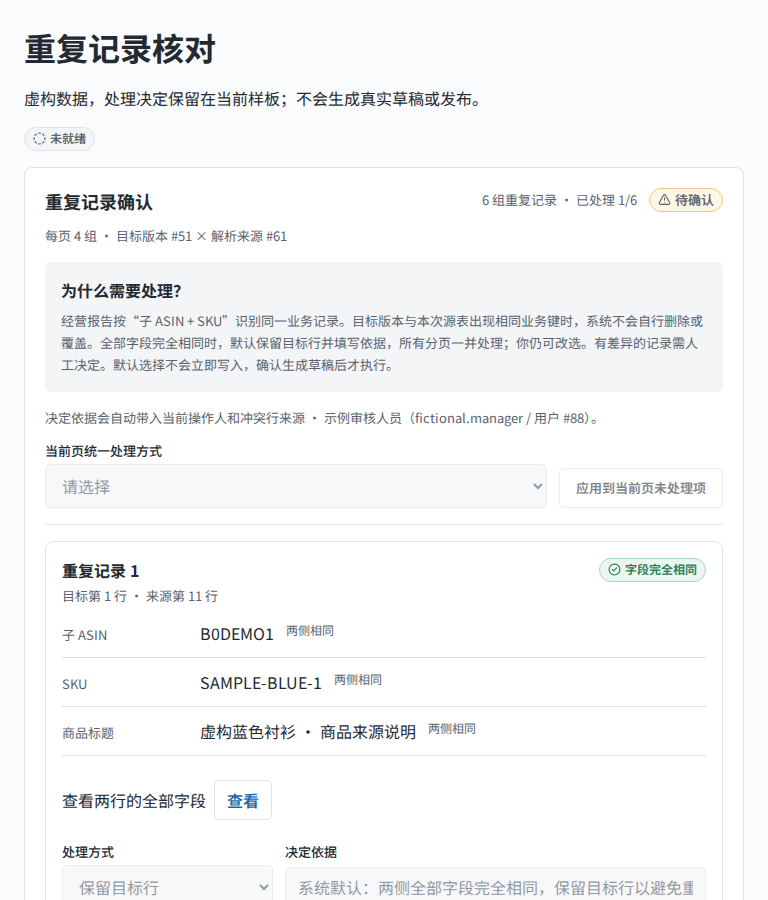 重复记录核对
虚构数据，处理决定保留在当前样板；不会生成真实草稿或发布。
未就绪
重复记录确认
6 组重复记录 · 已处理 1/6
待确认
每页 4 组 · 目标版本 #51 × 解析来源 #61
为什么需要处理？
经营报告按“子 ASIN + SKU”识别同一业务记录。目标版本与本次源表出现相同业务键时，系统不会自行删除或
覆盖。全部字段完全相同时，默认保留目标行并填写依据，所有分页一并处理；你仍可改选。有差异的记录需人
工决定。默认选择不会立即写入，确认生成草稿后才执行。
决定依据会自动带入当前操作人和冲突行来源 · 示例审核人员（fictional.manager / 用户 #88）。
当前页统一处理方式
请选择
应用到当前页未处理项
重复记录 1
字段完全相同
目标第 1 行 · 来源第 11 行
子 ASIN B0DEMO1 两侧相同
SKU SAMPLE-BLUE-1 两侧相同
商品标题 虚构蓝色衬衫 · 商品来源说明 两侧相同
查看两行的全部字段 查看
处理方式 决定依据
保留目标行 系统默认：两侧全部字段完全相同，保留目标行以避免重